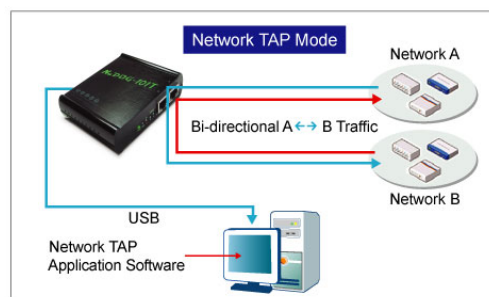 Network TAP Mode
Network A
Bi-directional A ↔ B Traffic
Network B
USB
Network TAP
Application Software